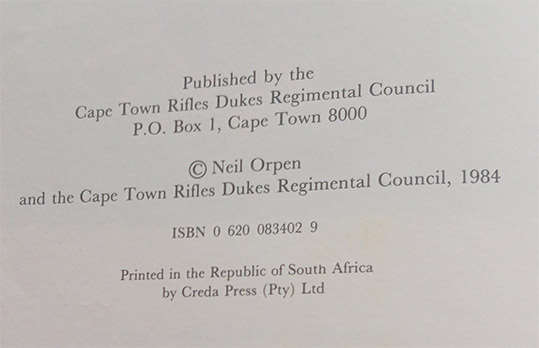 Published by the
Cape Town Rifles Dukes Regimental Council
P.O. Box 1, Cape Town 8000
© Neil Orpen
and the Cape Town Rifles Dukes Regimental Council, 1984
ISBN 0 620 083402 9
Printed in the Republic of South Africa
by Creda Press (Pty) Ltd